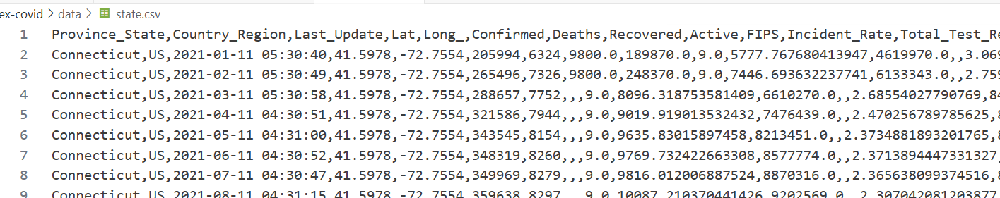 ex-covid > data > state.csv
1 Province_State,Country_Region,Last_Update,Lat,Long_,Confirmed,Deaths,Recovered,Active,FIPS,Incident_Rate,Total_Test_Re
2 Connecticut,US,2021-01-11 05:30:40,41.5978,-72.7554,205994,6324,9800.0,189870.0,9.0,5777.767680413947,4619970.0,,3.069
3 Connecticut,US,2021-02-11 05:30:49,41.5978,-72.7554,265496,7326,9800.0,248370.0,9.0,7446.693632237741,6133343.0,,2.759
4 Connecticut,US,2021-03-11 05:30:58,41.5978,-72.7554,288657,7752,,,9.0,8096.318753581409,6610270.0,,2.68554027790769,84
5 Connecticut,US,2021-04-11 04:30:51,41.5978,-72.7554,321586,7944,,,9.0,9019.919013532432,7476439.0,,2.470256789785625,8
6 Connecticut,US,2021-05-11 04:31:00,41.5978,-72.7554,343545,8154,,,9.0,9635.83015897458,8213451.0,,2.3734881893201765,8
7 Connecticut,US,2021-06-11 04:30:52,41.5978,-72.7554,348319,8260,,,9.0,9769.732422663308,8577774.0,,2.3713894447331327,
8 Connecticut,US,2021-07-11 04:30:47,41.5978,-72.7554,349969,8279,,,9.0,9816.012006887524,8870316.0,,2.365638099374516,8
9 Connecticut,US,2021-08-11 04:31:15,41.5978,-72.7554,359638,8297,,,9.0,10087.210370441426,9202569.0,,2.307042081203877,